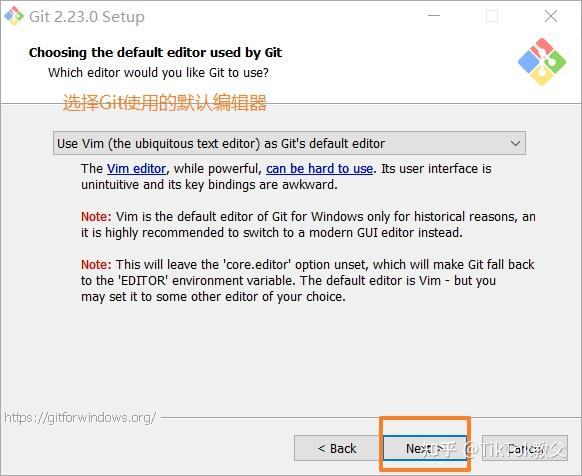 Git 2.23.0 Setup
Choosing the default editor used by Git
Which editor would you like Git to use?
选择Git使用的默认编辑器
Use Vim (the ubiquitous text editor) as Git's default editor
The Vim editor, while powerful, can be hard to use. Its user interface is
unintuitive and its key bindings are awkward.
Note: Vim is the default editor of Git for Windows only for historical reasons, an
it is highly recommended to switch to a modern GUI editor instead.
Note: This will leave the 'core.editor' option unset, which will make Git fall back
to the 'EDITOR' environment variable. The default editor is Vim - but you
may set it to some other editor of your choice.
https://gitforwindows.org/
< Back
Next >
Cancel
知乎 @TikTok教父